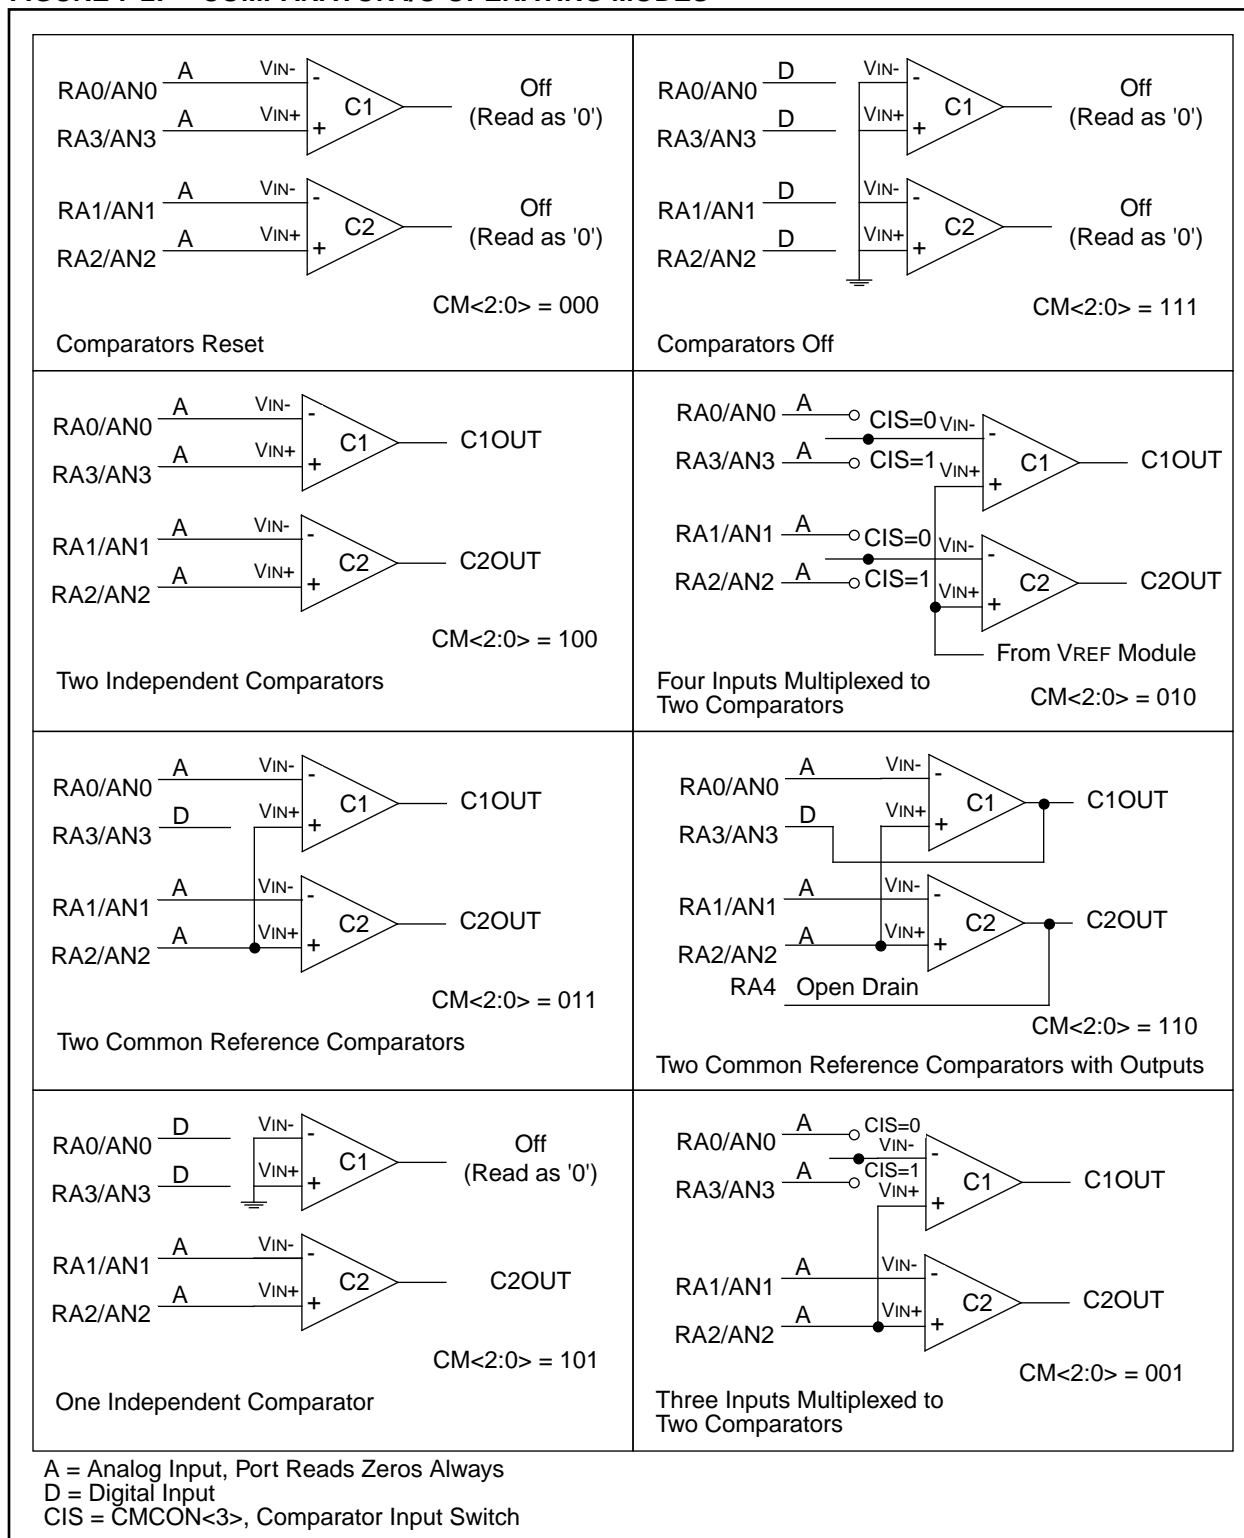 RA0/AN0 A VIN- -
C1
Off
(Read as '0')
RA3/AN3 A VIN+ +
RA1/AN1 A VIN- -
C2
Off
(Read as '0')
RA2/AN2 A VIN+ +
CM<2:0> = 000
Comparators Reset
RA0/AN0 D VIN- -
C1
Off
(Read as '0')
RA3/AN3 D VIN+ +
RA1/AN1 D VIN- -
C2
Off
(Read as '0')
RA2/AN2 D VIN+ +
CM<2:0> = 111
Comparators Off
RA0/AN0 A VIN- -
C1 C1OUT
RA3/AN3 A VIN+ +
RA1/AN1 A VIN- -
C2 C2OUT
RA2/AN2 A VIN+ +
CM<2:0> = 100
Two Independent Comparators
RA0/AN0 A CIS=0 VIN- -
C1 C1OUT
RA3/AN3 A CIS=1 VIN+ +
RA1/AN1 A CIS=0 VIN- -
C2 C2OUT
RA2/AN2 A CIS=1 VIN+ +
From VREF Module
Four Inputs Multiplexed to
Two Comparators
CM<2:0> = 010
RA0/AN0 A VIN- -
C1 C1OUT
RA3/AN3 D VIN+ +
RA1/AN1 A VIN- -
C2 C2OUT
RA2/AN2 A VIN+ +
CM<2:0> = 011
Two Common Reference Comparators
RA0/AN0 A VIN- -
C1 C1OUT
RA3/AN3 D VIN+ +
RA1/AN1 A VIN- -
C2 C2OUT
RA2/AN2 A VIN+ +
RA4 Open Drain
CM<2:0> = 110
Two Common Reference Comparators with Outputs
RA0/AN0 D VIN- -
C1
Off
(Read as '0')
RA3/AN3 D VIN+ +
RA1/AN1 A VIN- -
C2 C2OUT
RA2/AN2 A VIN+ +
CM<2:0> = 101
One Independent Comparator
RA0/AN0 A CIS=0
VIN- -
C1 C1OUT
RA3/AN3 A CIS=1
VIN+ +
RA1/AN1 A VIN- -
C2 C2OUT
RA2/AN2 A VIN+ +
CM<2:0> = 001
Three Inputs Multiplexed to
Two Comparators
A = Analog Input, Port Reads Zeros Always
D = Digital Input
CIS = CMCON<3>, Comparator Input Switch